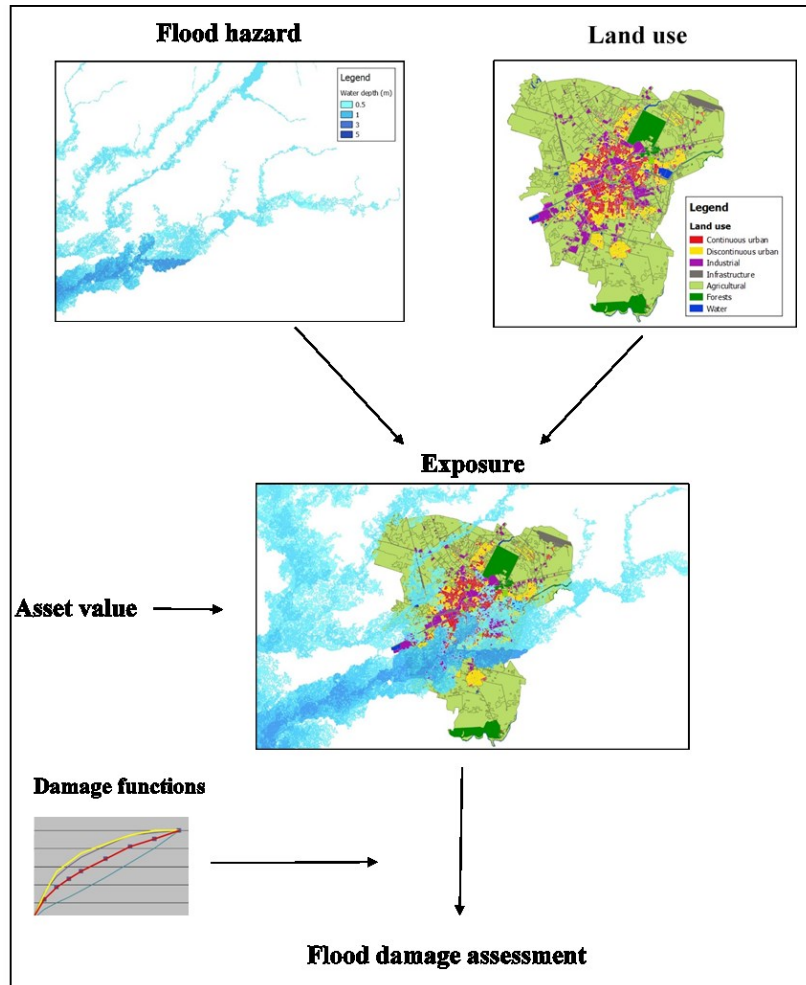 Flood hazard
Land use
Legend
Water depth (m)
0.5
1
3
5
Legend
Land use
Continuous urban
Discontinuous urban
Industrial
Infrastructure
Agricultural
Forests
Water
Exposure
Asset value
Damage functions
Flood damage assessment